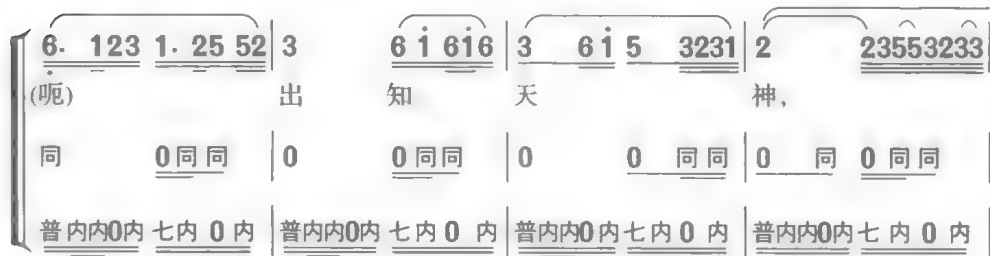 6. 123 1. 25 52 | 3 6 i 6i6 | 3 6 i 5 3231 | 2 23553233 |
(呃) 出 知 天 神,
同 0同同 | 0 0同同 | 0 0 同同 | 0 同 0 同同
普内内0内 七内 0 内 | 普内内0内 七内 0 内 | 普内内0内 七内 0 内 | 普内内0内 七内 0 内